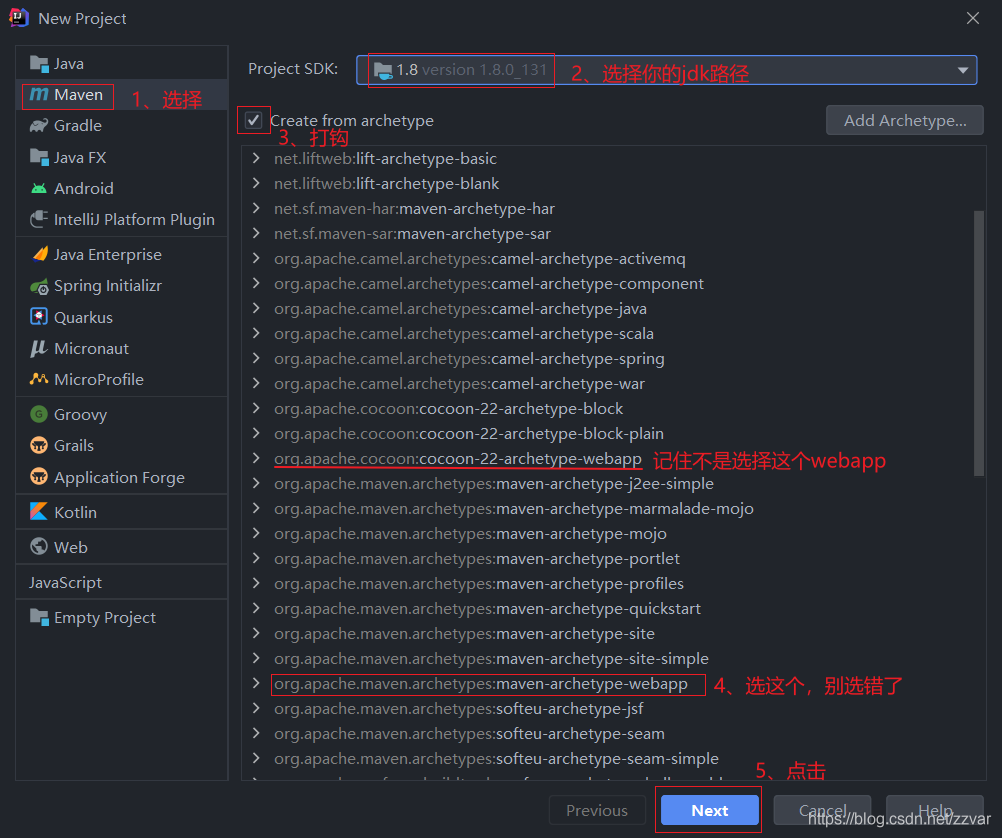 New Project
Java
Maven
1、选择
Gradle
Java FX
Android
IntelliJ Platform Plugin
Java Enterprise
Spring Initializr
Quarkus
Micronaut
MicroProfile
Groovy
Grails
Application Forge
Kotlin
Web
JavaScript
Empty Project
Project SDK:
1.8 version 1.8.0_131
2、选择你的jdk路径
Create from archetype
3、打钩
Add Archetype...
net.liftweb:lift-archetype-basic
net.liftweb:lift-archetype-blank
net.sf.maven-har:maven-archetype-har
net.sf.maven-sar:maven-archetype-sar
org.apache.camel.archetypes:camel-archetype-activemq
org.apache.camel.archetypes:camel-archetype-component
org.apache.camel.archetypes:camel-archetype-java
org.apache.camel.archetypes:camel-archetype-scala
org.apache.camel.archetypes:camel-archetype-spring
org.apache.camel.archetypes:camel-archetype-war
org.apache.cocoon:cocoon-22-archetype-block
org.apache.cocoon:cocoon-22-archetype-block-plain
org.apache.cocoon:cocoon-22-archetype-webapp 记住不是选择这个webapp
org.apache.maven.archetypes:maven-archetype-j2ee-simple
org.apache.maven.archetypes:maven-archetype-marmalade-mojo
org.apache.maven.archetypes:maven-archetype-mojo
org.apache.maven.archetypes:maven-archetype-portlet
org.apache.maven.archetypes:maven-archetype-profiles
org.apache.maven.archetypes:maven-archetype-quickstart
org.apache.maven.archetypes:maven-archetype-site
org.apache.maven.archetypes:maven-archetype-site-simple
org.apache.maven.archetypes:maven-archetype-webapp 4、选这个，别选错了
org.apache.maven.archetypes:softeu-archetype-jsf
org.apache.maven.archetypes:softeu-archetype-seam
org.apache.maven.archetypes:softeu-archetype-seam-simple
5、点击
Previous
Next
Cancel
Help
https://blog.csdn.net/zzvar